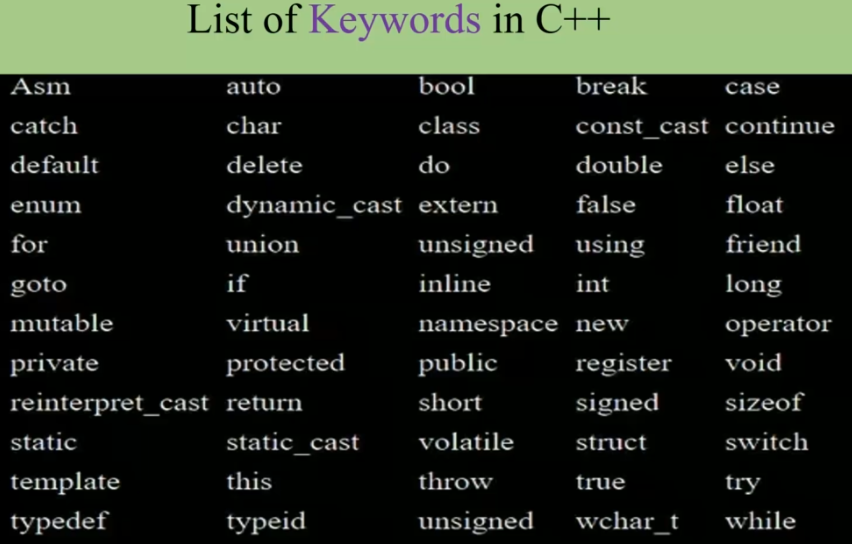 List of Keywords in C++
Asm auto bool break case
catch char class const_cast continue
default delete do double else
enum dynamic_cast extern false float
for union unsigned using friend
goto if inline int long
mutable virtual namespace new operator
private protected public register void
reinterpret_cast return short signed sizeof
static static_cast volatile struct switch
template this throw true try
typedef typeid unsigned wchar_t while